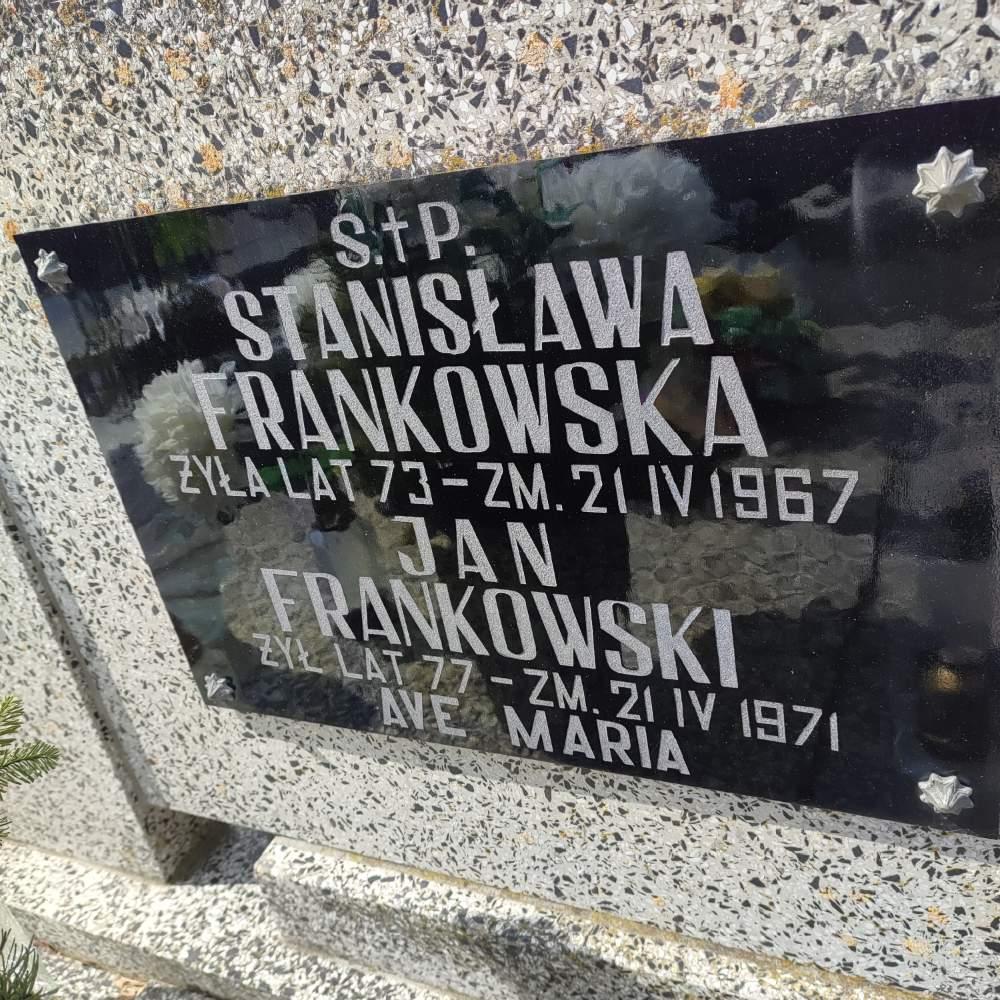 Ś.†P.
STANISŁAWA
FRANKOWSKA
ŻYŁA LAT 73 - ZM. 21 IV 1967
JAN
FRANKOWSKI
ŻYŁ LAT 77 - ZM. 21 IV 1971
AVE MARIA